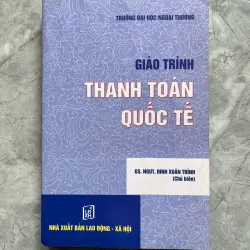 TRƯỜNG ĐẠI HỌC NGOẠI THƯƠNG
GIÁO TRÌNH
THANH TOÁN
QUỐC TẾ
GS. NGƯT. ĐINH XUÂN TRÌNH
(Chủ biên)
NHÀ XUẤT BẢN LAO ĐỘNG - XÃ HỘI